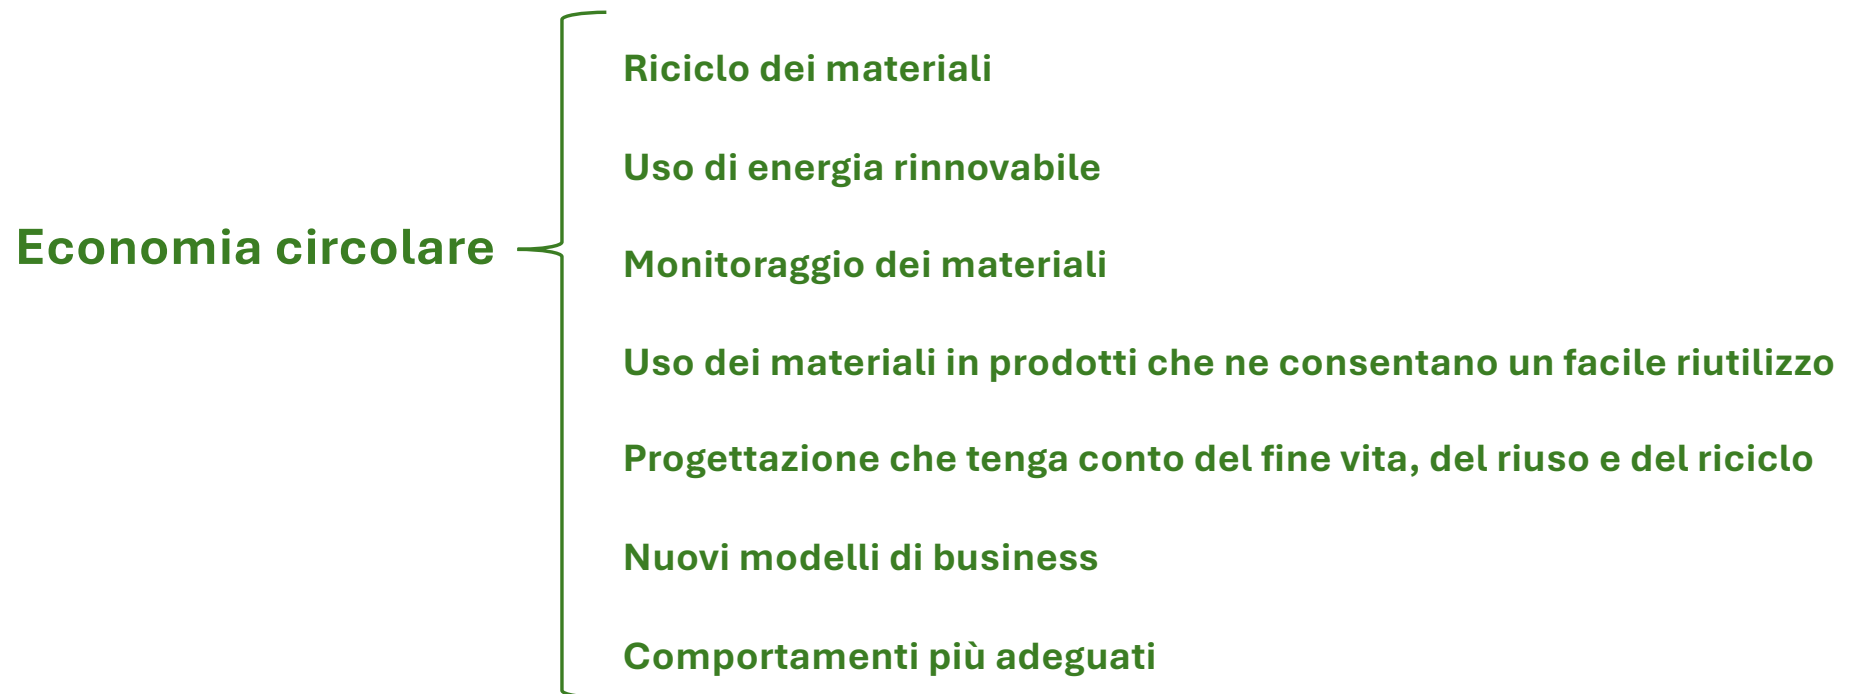 Economia circolare
Riciclo dei materiali
Uso di energia rinnovabile
Monitoraggio dei materiali
Uso dei materiali in prodotti che ne consentano un facile riutilizzo
Progettazione che tenga conto del fine vita, del riuso e del riciclo
Nuovi modelli di business
Comportamenti più adeguati